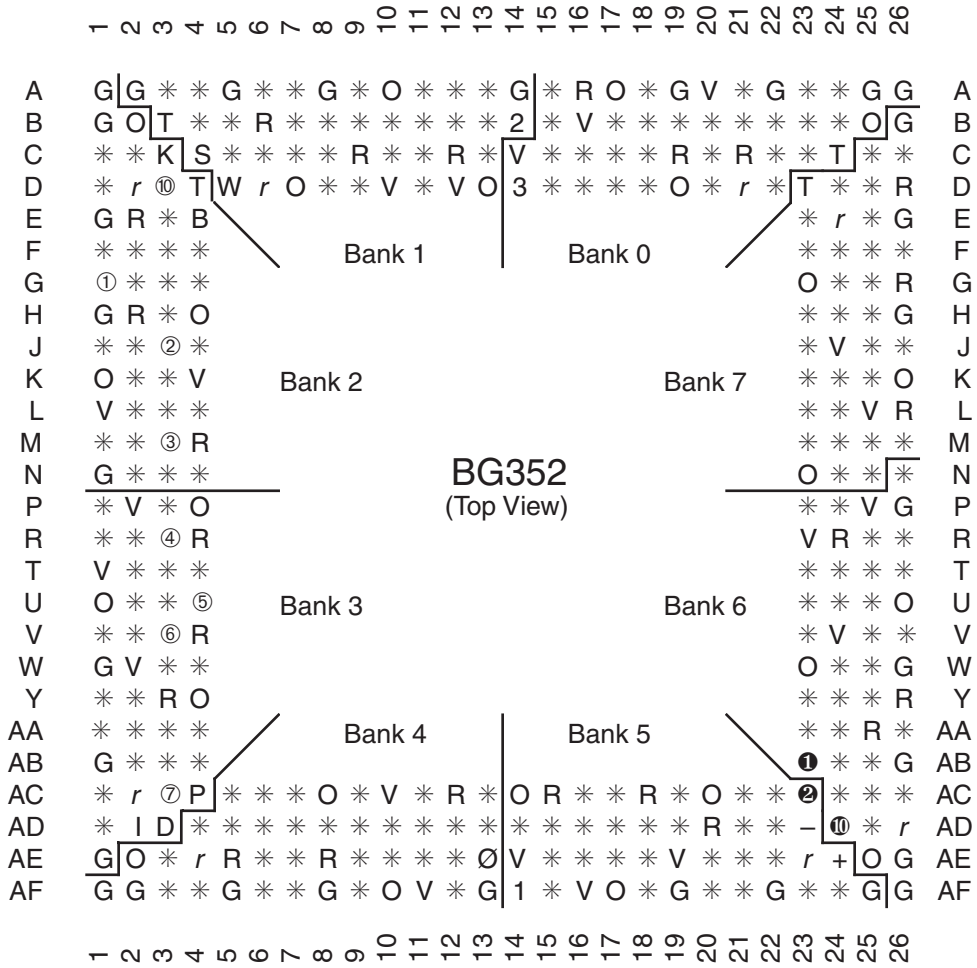 1 2 3 4 5 6 7 8 9 10 11 12 13 14 15 16 17 18 19 20 21 22 23 24 25 26
A G G ✳ ✳ G ✳ ✳ G ✳ O ✳ ✳ ✳ G ✳ R O ✳ G V ✳ G ✳ ✳ G G A
B G O T ✳ ✳ R ✳ ✳ ✳ ✳ ✳ ✳ ✳ 2 ✳ V ✳ ✳ ✳ ✳ ✳ ✳ ✳ ✳ O G B
C ✳ ✳ K S ✳ ✳ ✳ ✳ R ✳ ✳ R ✳ V ✳ ✳ ✳ ✳ R ✳ R ✳ ✳ T ✳ ✳ C
D ✳ r ⑩ T W r O ✳ ✳ V ✳ V O 3 ✳ ✳ ✳ ✳ O ✳ r ✳ T ✳ ✳ R D
E G R ✳ B ✳ r ✳ G E
F ✳ ✳ ✳ ✳ Bank 1 Bank 0 ✳ ✳ ✳ ✳ F
G ① ✳ ✳ ✳ O ✳ ✳ R G
H G R ✳ O ✳ ✳ ✳ G H
J ✳ ✳ ② ✳ ✳ V ✳ ✳ J
K O ✳ ✳ V Bank 2 Bank 7 ✳ ✳ ✳ O K
L V ✳ ✳ ✳ ✳ ✳ V R L
M ✳ ✳ ③ R ✳ ✳ ✳ ✳ M
N G ✳ ✳ ✳ BG352 O ✳ ✳ ✳ N
P ✳ V ✳ O (Top View) ✳ ✳ V G P
R ✳ ✳ ④ R V R ✳ ✳ R
T V ✳ ✳ ✳ ✳ ✳ ✳ ✳ T
U O ✳ ✳ ⑤ Bank 3 Bank 6 ✳ ✳ ✳ O U
V ✳ ✳ ⑥ R ✳ V ✳ ✳ V
W G V ✳ ✳ O ✳ ✳ G W
Y ✳ ✳ R O ✳ ✳ ✳ R Y
AA ✳ ✳ ✳ ✳ Bank 4 Bank 5 ✳ ✳ R ✳ AA
AB G ✳ ✳ ✳ ❶ ✳ ✳ G AB
AC ✳ r ⑦ P ✳ ✳ ✳ O ✳ V ✳ R ✳ O R ✳ ✳ R ✳ O ✳ ✳ ❷ ✳ ✳ ✳ AC
AD ✳ I D ✳ ✳ ✳ ✳ ✳ ✳ ✳ ✳ ✳ ✳ ✳ ✳ ✳ ✳ ✳ ✳ R ✳ ✳ – ❿ ✳ r AD
AE G O ✳ r R ✳ ✳ R ✳ ✳ ✳ ✳ Ø V ✳ ✳ ✳ ✳ V ✳ ✳ ✳ r + O G AE
AF G G ✳ ✳ G ✳ ✳ G ✳ O V ✳ G 1 ✳ V O ✳ G ✳ ✳ G ✳ ✳ G G AF
1 2 3 4 5 6 7 8 9 10 11 12 13 14 15 16 17 18 19 20 21 22 23 24 25 26